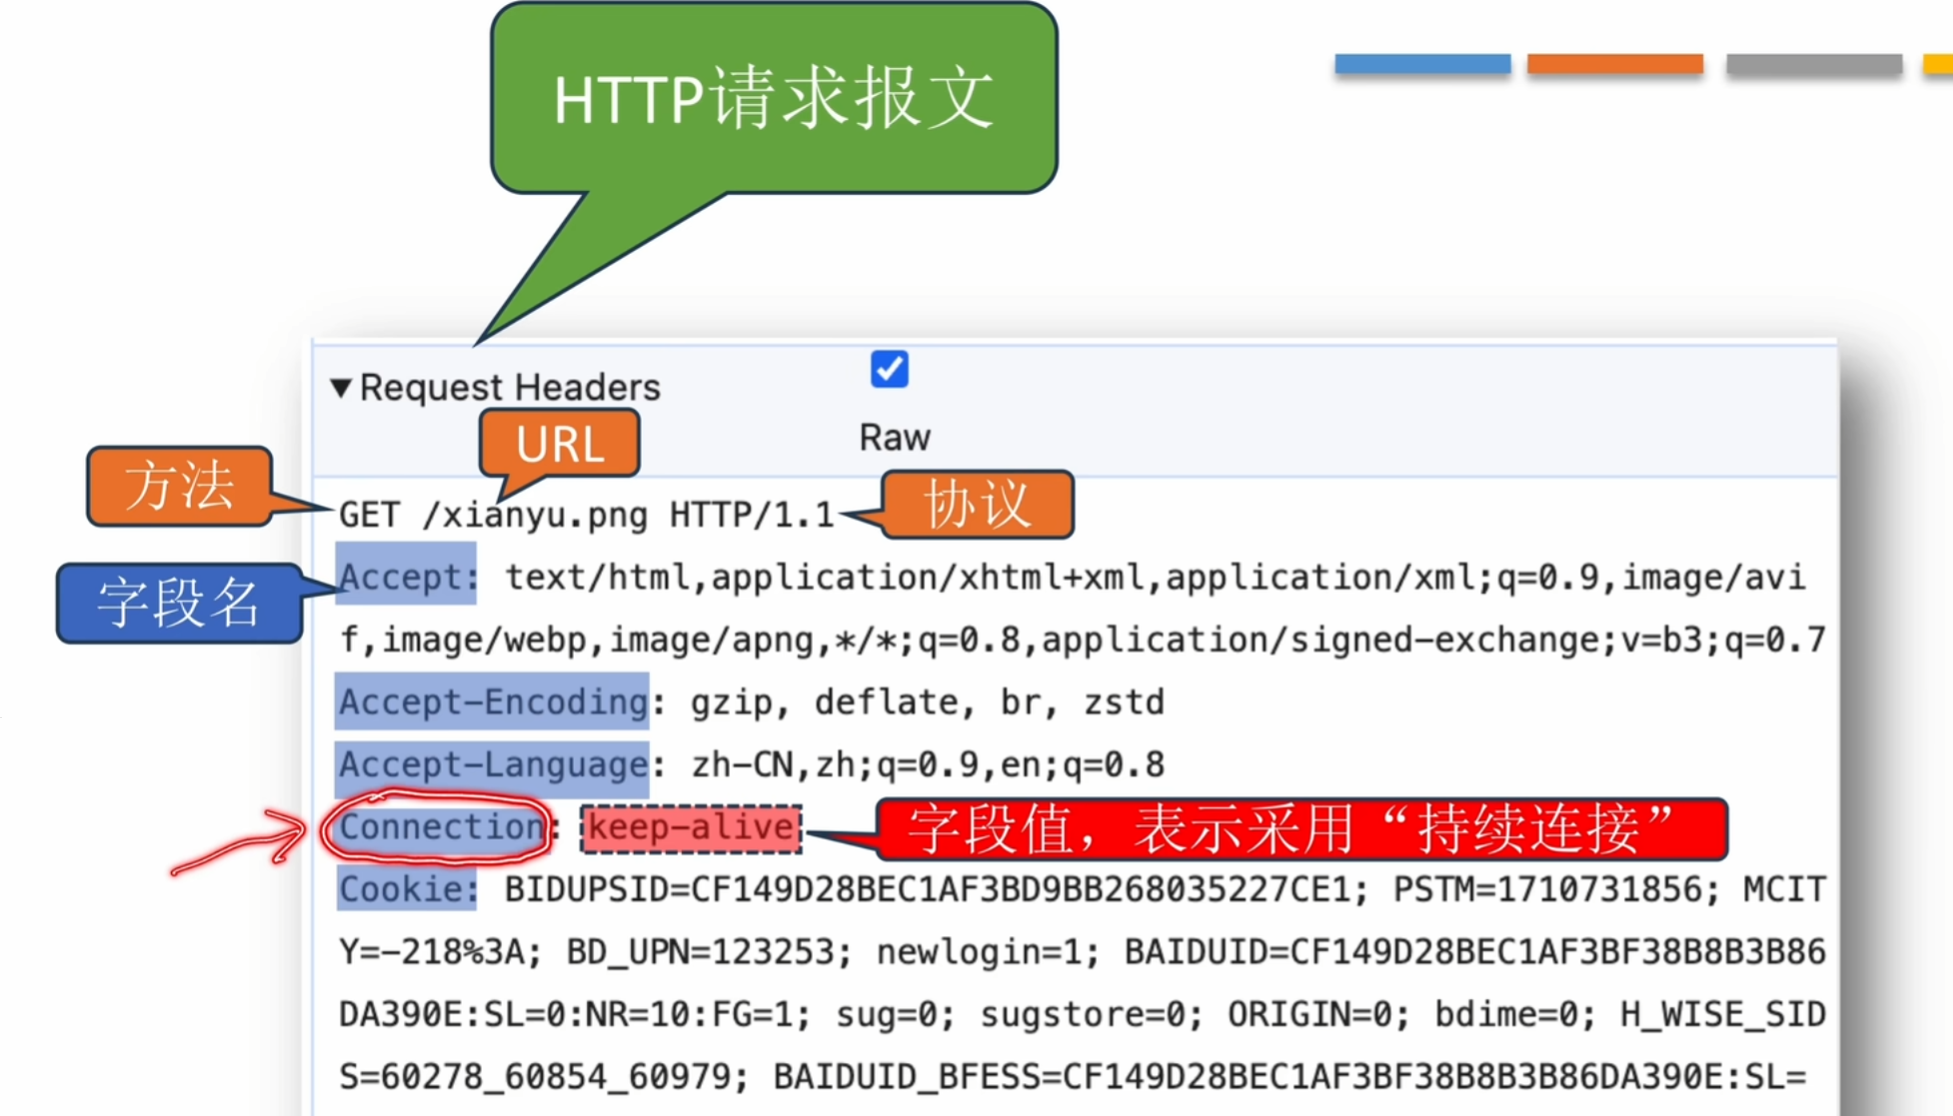 HTTP请求报文
Request Headers
Raw
URL
方法
GET /xianyu.png HTTP/1.1
协议
字段名
Accept: text/html,application/xhtml+xml,application/xml;q=0.9,image/avi
f,image/webp,image/apng,*/*;q=0.8,application/signed-exchange;v=b3;q=0.7
Accept-Encoding: gzip, deflate, br, zstd
Accept-Language: zh-CN,zh;q=0.9,en;q=0.8
Connection: keep-alive
字段值，表示采用“持续连接”
Cookie: BIDUPSID=CF149D28BEC1AF3BD9BB268035227CE1; PSTM=1710731856; MCIT
Y=-218%3A; BD_UPN=123253; newlogin=1; BAIDUID=CF149D28BEC1AF3BF38B8B3B86
DA390E:SL=0:NR=10:FG=1; sug=0; sugstore=0; ORIGIN=0; bdime=0; H_WISE_SID
S=60278_60854_60979; BAIDUID_BFESS=CF149D28BEC1AF3BF38B8B3B86DA390E:SL=